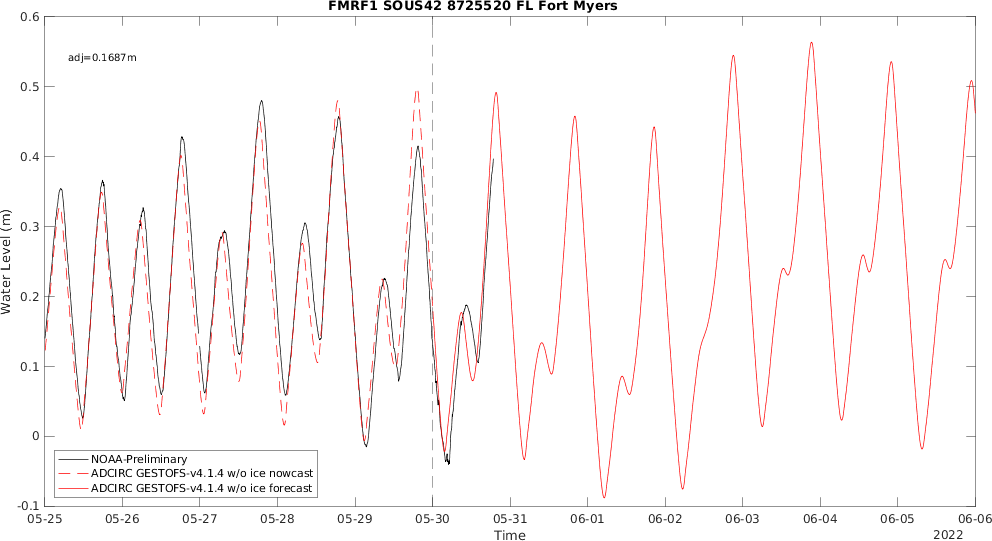 FMRF1 SOUS42 8725520 FL Fort Myers
0.6
adj=0.1687m
0.5
0.4
0.3
0.2
0.1
0
-0.1
Water Level (m)
NOAA-Preliminary
ADCIRC GESTOFS-v4.1.4 w/o ice nowcast
ADCIRC GESTOFS-v4.1.4 w/o ice forecast
05-25 05-26 05-27 05-28 05-29 05-30 05-31 06-01 06-02 06-03 06-04 06-05 06-06
Time
2022